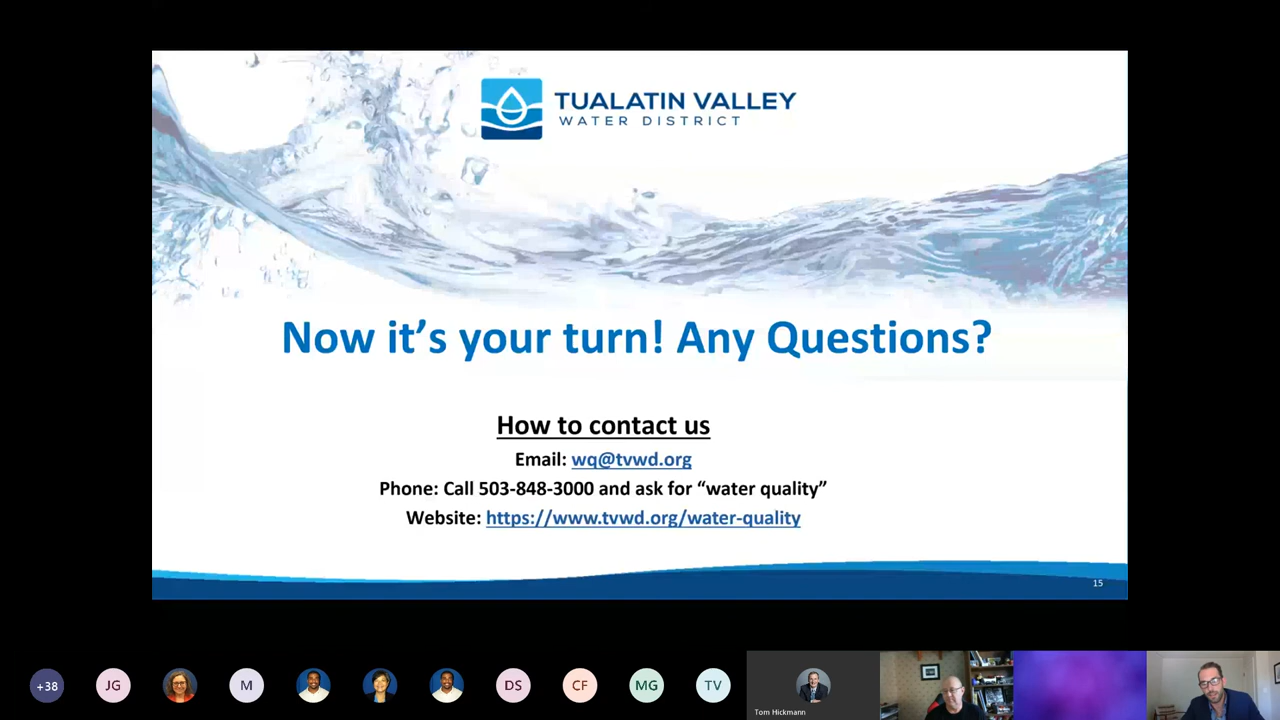 TUALATIN VALLEY
WATER DISTRICT
Now it’s your turn! Any Questions?
How to contact us
Email: wq@tvwd.org
Phone: Call 503-848-3000 and ask for “water quality”
Website: https://www.tvwd.org/water-quality
15
+38
JG
M
DS
CF
MG
TV
Tom Hickmann